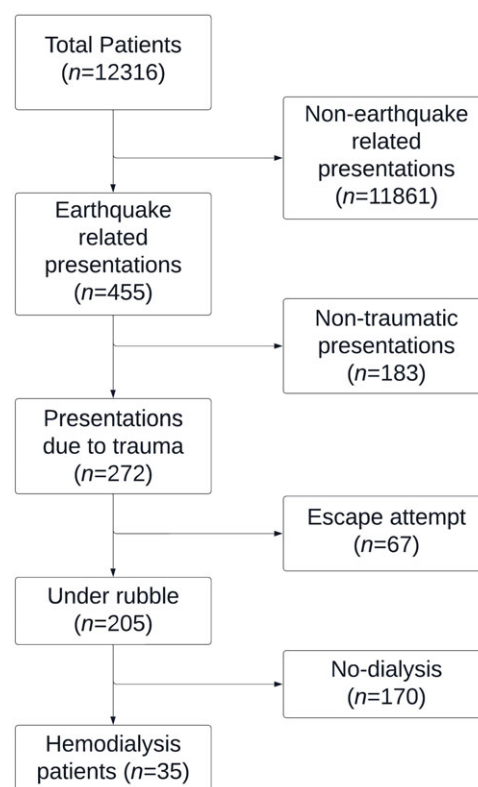 Total Patients
(n=12316)
Non-earthquake
related
presentations
(n=11861)
Earthquake
related
presentations
(n=455)
Non-traumatic
presentations
(n=183)
Presentations
due to trauma
(n=272)
Escape attempt
(n=67)
Under rubble
(n=205)
No-dialysis
(n=170)
Hemodialysis
patients (n=35)